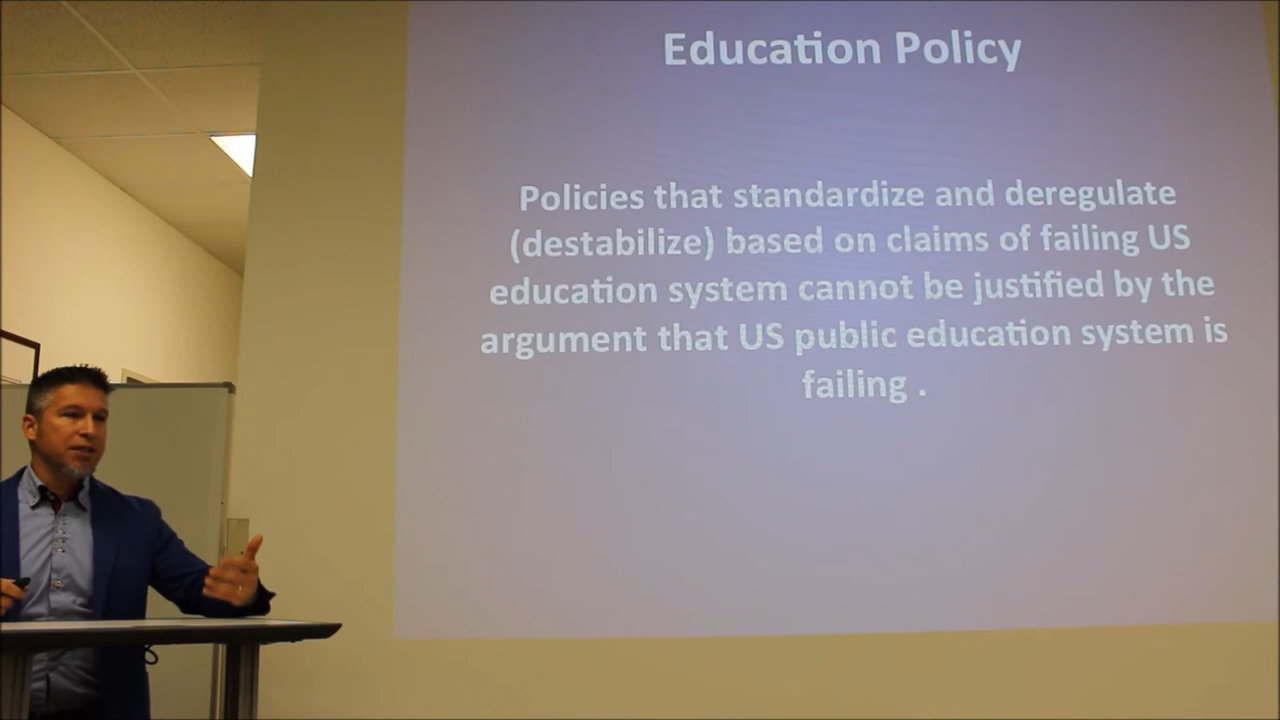 Education Policy
Policies that standardize and deregulate
(destabilize) based on claims of failing US
education system cannot be justified by the
argument that US public education system is
failing .